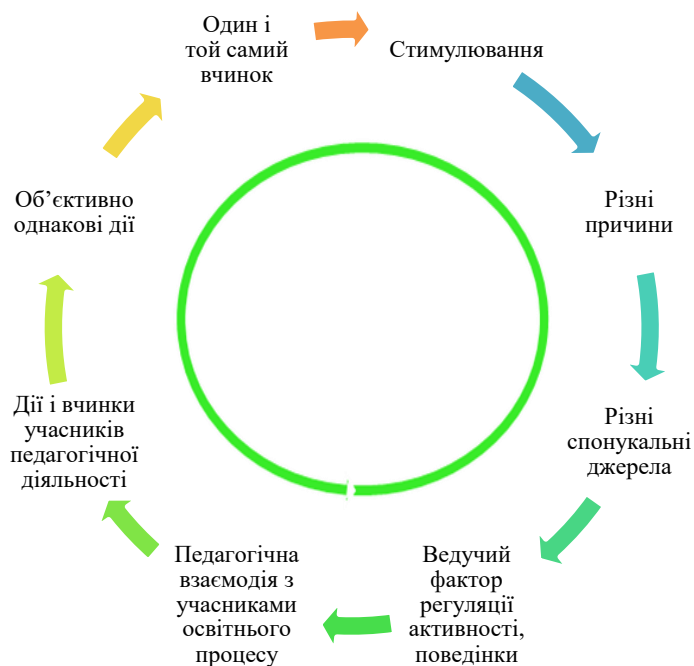 Один і
той самий
вчинок
Стимулювання
Різні
причини
Різні
спонукальні
джерела
Ведучий
фактор
регуляції
активності,
поведінки
Педагогічна
взаємодія з
учасниками
освітнього
процесу
Дії і вчинки
учасників
педагогічної
діяльності
Об’єктивно
однакові дії